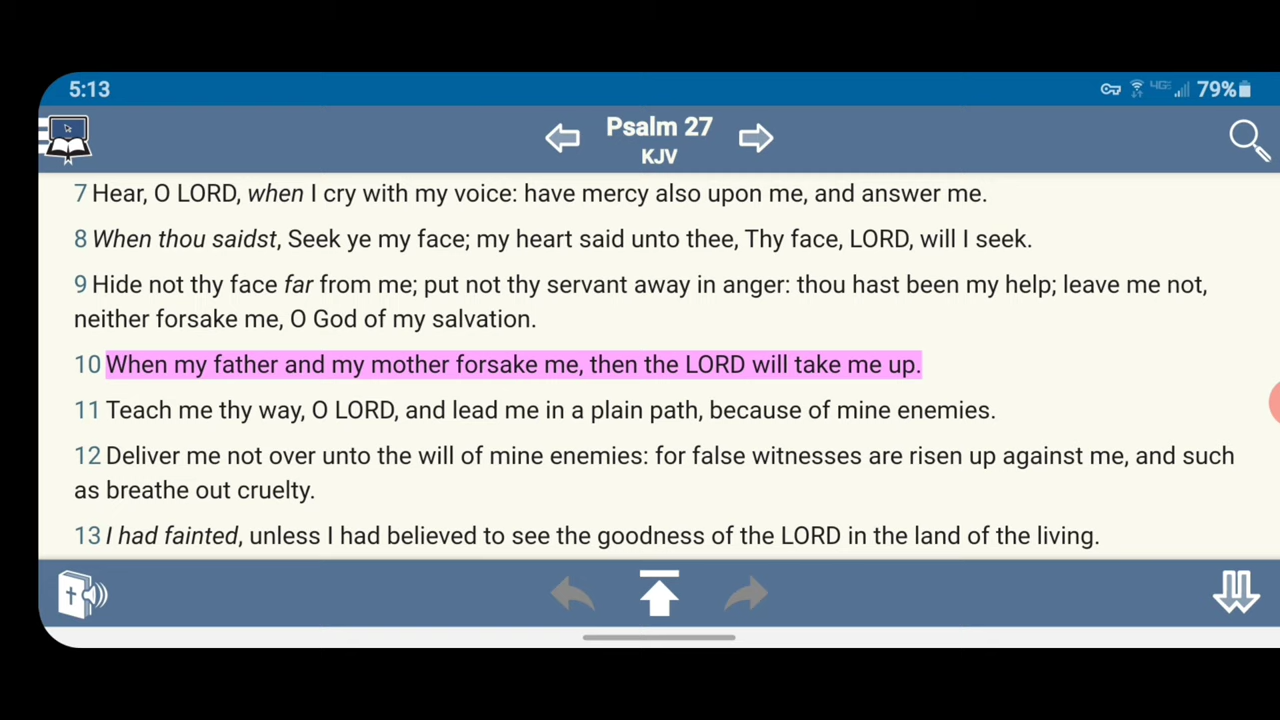 5:13
4G 79%
Psalm 27
KJV
7 Hear, O LORD, when I cry with my voice: have mercy also upon me, and answer me.
8 When thou saidst, Seek ye my face; my heart said unto thee, Thy face, LORD, will I seek.
9 Hide not thy face far from me; put not thy servant away in anger: thou hast been my help; leave me not,
neither forsake me, O God of my salvation.
10 When my father and my mother forsake me, then the LORD will take me up.
11 Teach me thy way, O LORD, and lead me in a plain path, because of mine enemies.
12 Deliver me not over unto the will of mine enemies: for false witnesses are risen up against me, and such
as breathe out cruelty.
13 I had fainted, unless I had believed to see the goodness of the LORD in the land of the living.